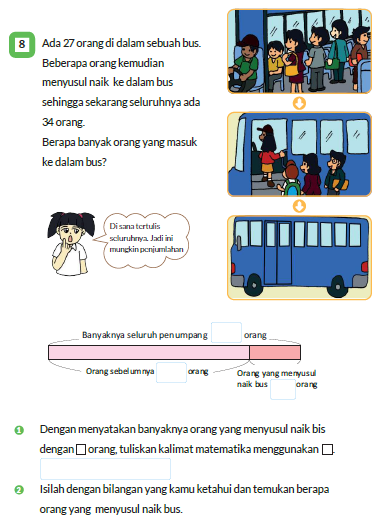 8
Ada 27 orang di dalam sebuah bus.
Beberapa orang kemudian
menyusul naik ke dalam bus
sehingga sekarang seluruhnya ada
34 orang.
Berapa banyak orang yang masuk
ke dalam bus?
Di sana tertulis
seluruhnya. Jadi ini
mungkin penjumlahan
Banyaknya seluruh penumpang orang
Orang sebelumnya orang
Orang yang menyusul
naik bus orang
1 Dengan menyatakan banyaknya orang yang menyusul naik bis
dengan □ orang, tuliskan kalimat matematika menggunakan □.
2 Isilah dengan bilangan yang kamu ketahui dan temukan berapa
orang yang menyusul naik bus.